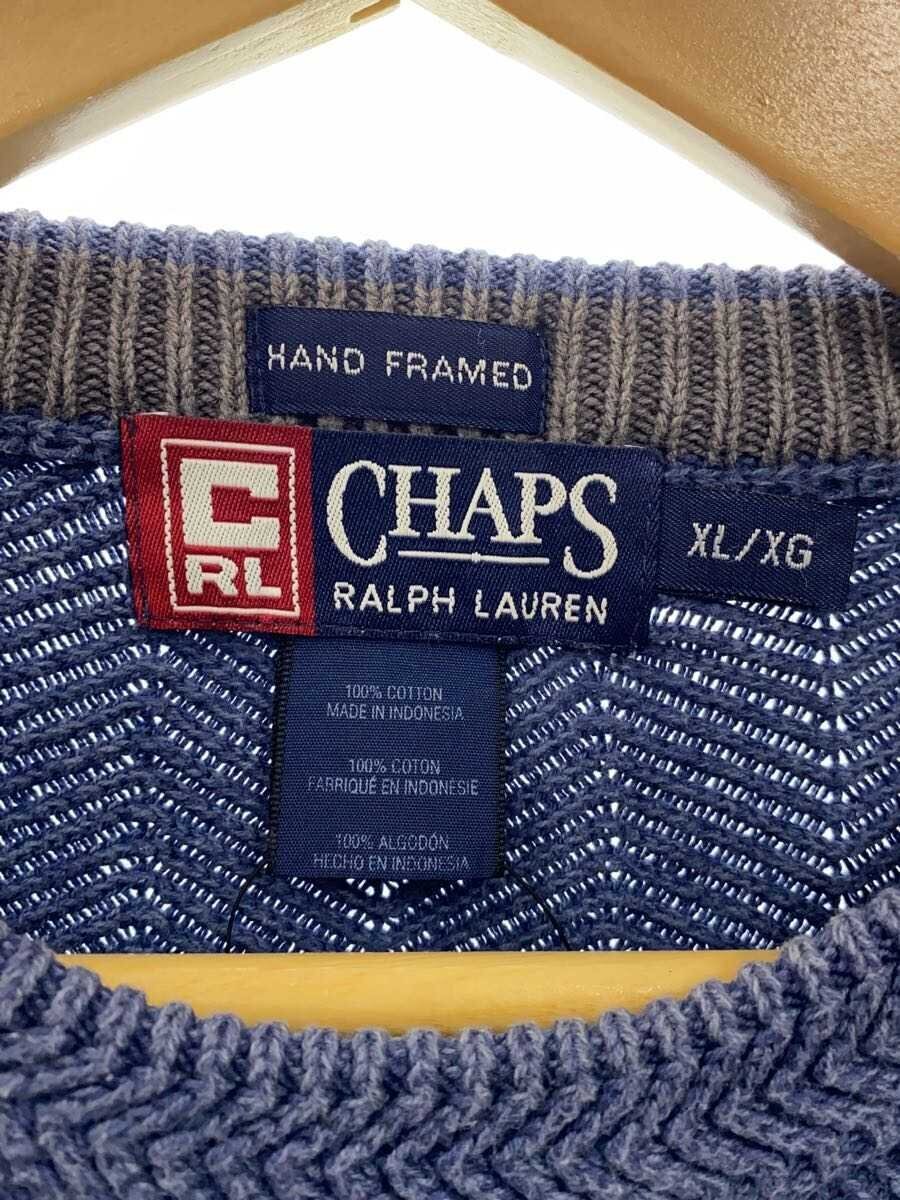 HAND FRAMED
C
RL
CHAPS
RALPH LAUREN
XL/XG
100% COTTON
MADE IN INDONESIA
100% COTON
FABRIQUÉ EN INDONESIE
100% ALGODÓN
HECHO EN INDONESIA